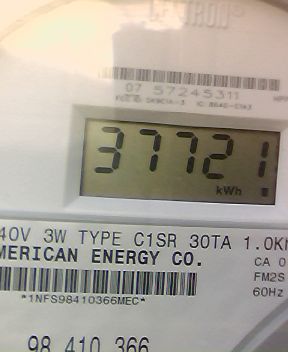 07 57245311
37721
kWh
40V 3W TYPE C1SR 30TA 1.0K
MERICAN ENERGY CO.
CA 0
FM2S
60Hz
*1NFS98410366MEC*
98 410 366